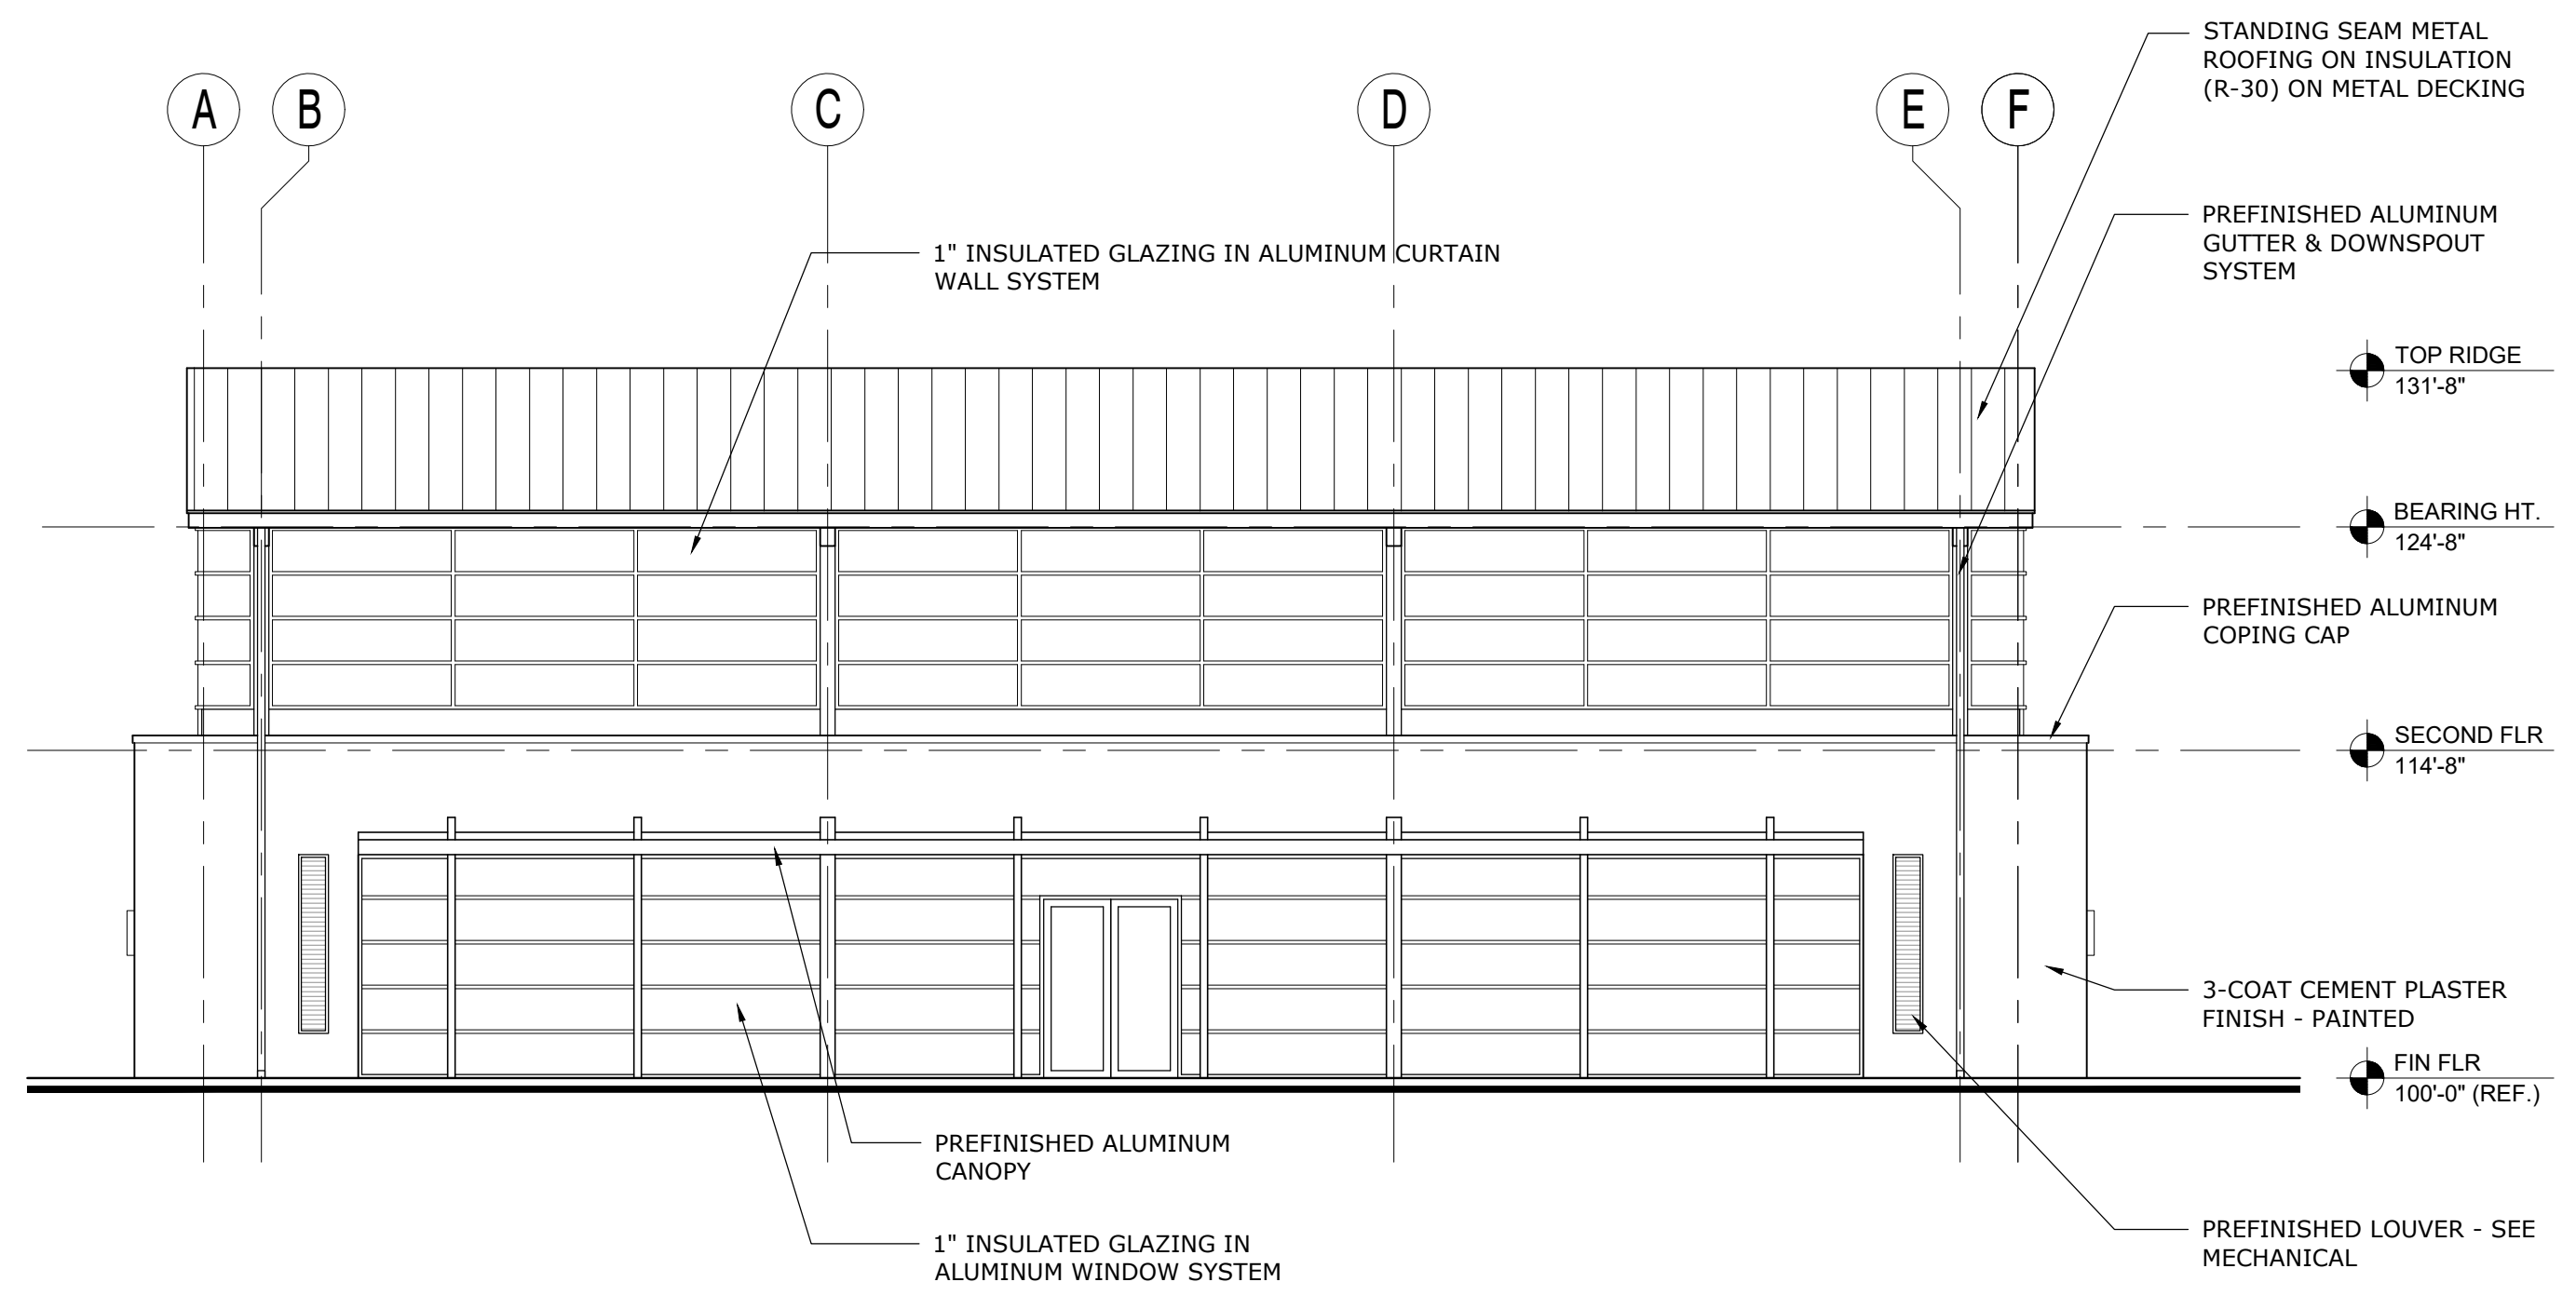 STANDING SEAM METAL
ROOFING ON INSULATION
(R-30) ON METAL DECKING
A
B
C
D
E
F
PREFINISHED ALUMINUM
GUTTER & DOWNSPOUT
SYSTEM
1" INSULATED GLAZING IN ALUMINUM CURTAIN
WALL SYSTEM
TOP RIDGE
131'-8"
BEARING HT.
124'-8"
PREFINISHED ALUMINUM
COPING CAP
SECOND FLR
114'-8"
3-COAT CEMENT PLASTER
FINISH - PAINTED
FIN FLR
100'-0" (REF.)
PREFINISHED ALUMINUM
CANOPY
1" INSULATED GLAZING IN
ALUMINUM WINDOW SYSTEM
PREFINISHED LOUVER - SEE
MECHANICAL